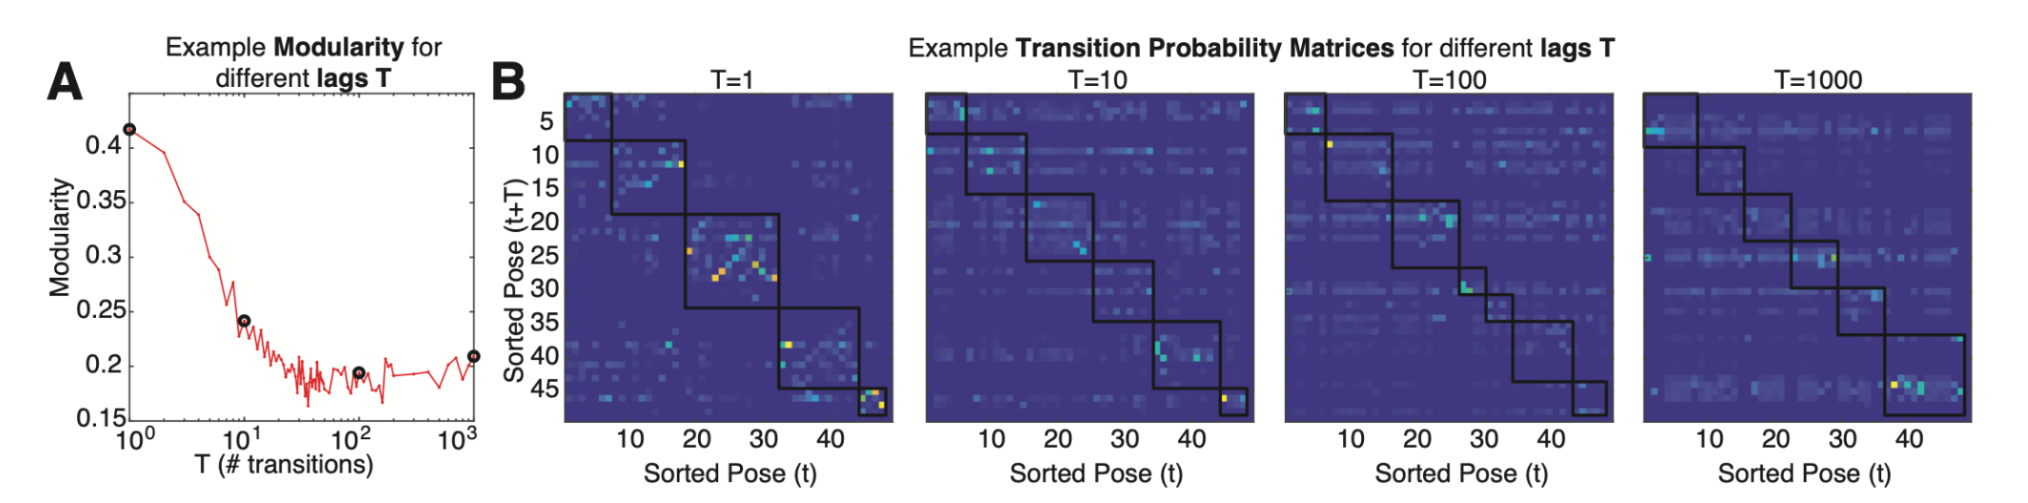 A
Example Modularity for
different lags T
Modularity
0.4
0.35
0.3
0.25
0.2
0.15
10^0 10^1 10^2 10^3
T (# transitions)
B
Example Transition Probability Matrices for different lags T
T=1 T=10 T=100 T=1000
Sorted Pose (t+T)
5
10
15
20
25
30
35
40
45
10 20 30 40
Sorted Pose (t)
10 20 30 40
Sorted Pose (t)
10 20 30 40
Sorted Pose (t)
10 20 30 40
Sorted Pose (t)